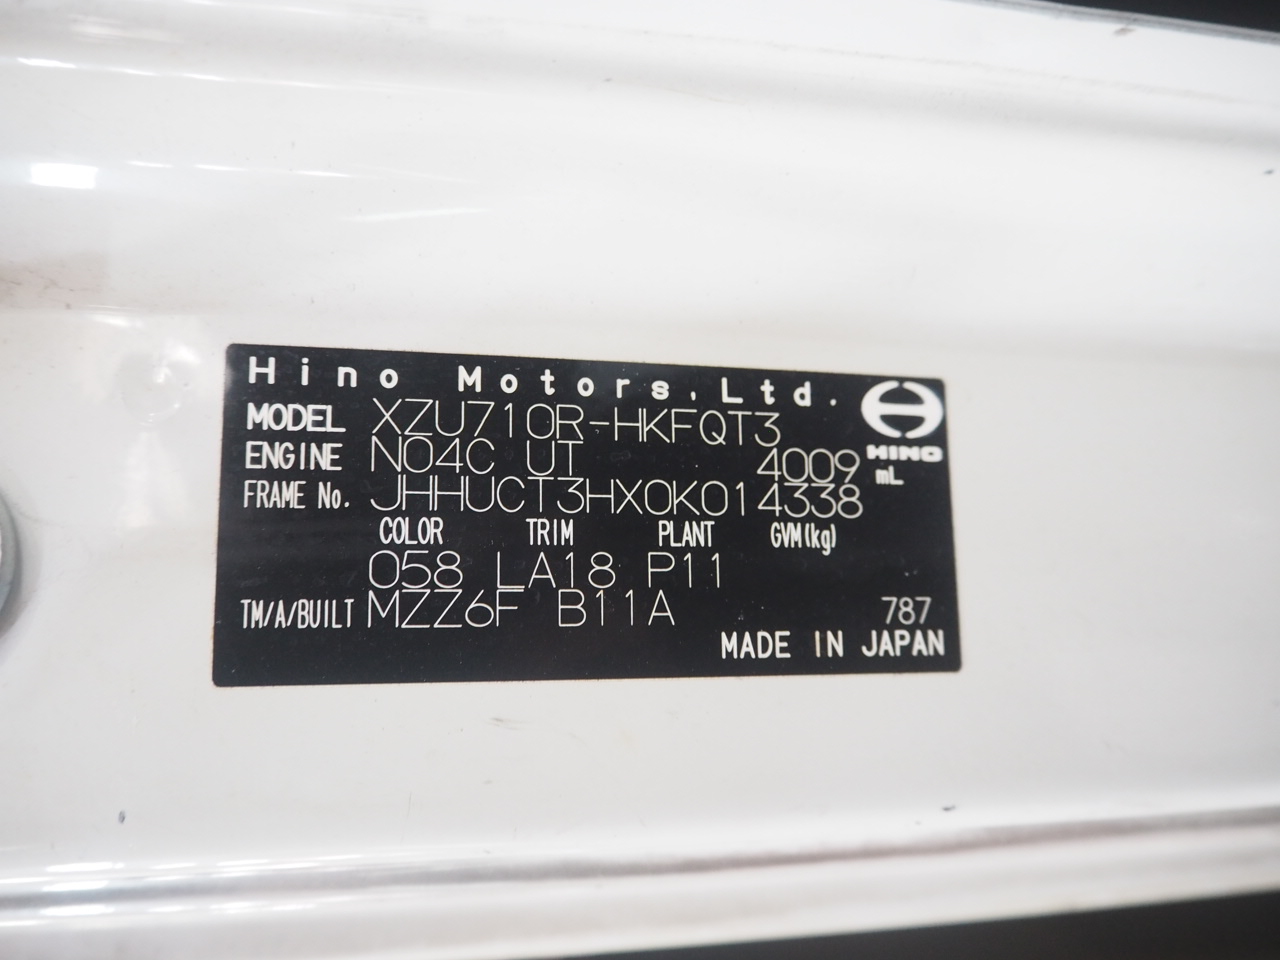 Hino Motors, Ltd.
MODEL XZU710R-HKFQT3
HINO
ENGINE N04C UT 4009 mL
FRAME No. JHHUCT3HX0K014338
COLOR TRIM PLANT GVM(kg)
058 LA18 P11
TM/A/BUILT MZZ6F B11A 787
MADE IN JAPAN